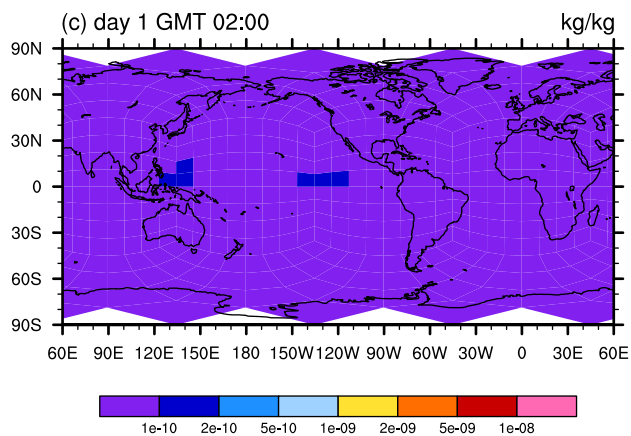 (c) day 1 GMT 02:00 kg/kg
90N
60N
30N
0
30S
60S
90S
60E 90E 120E 150E 180 150W 120W 90W 60W 30W 0 30E 60E
1e-10 2e-10 5e-10 1e-09 2e-09 5e-09 1e-08